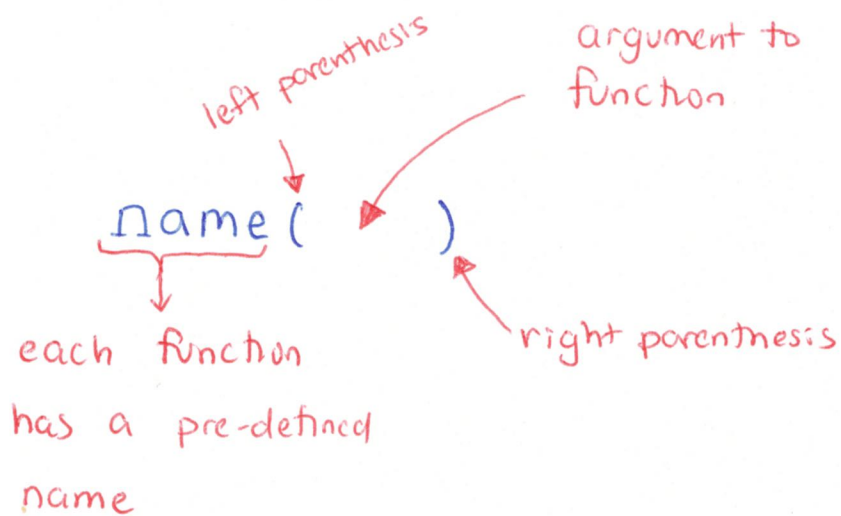 left parenthesis
argument to
function
name( )
right parenthesis
each function
has a pre-defined
name